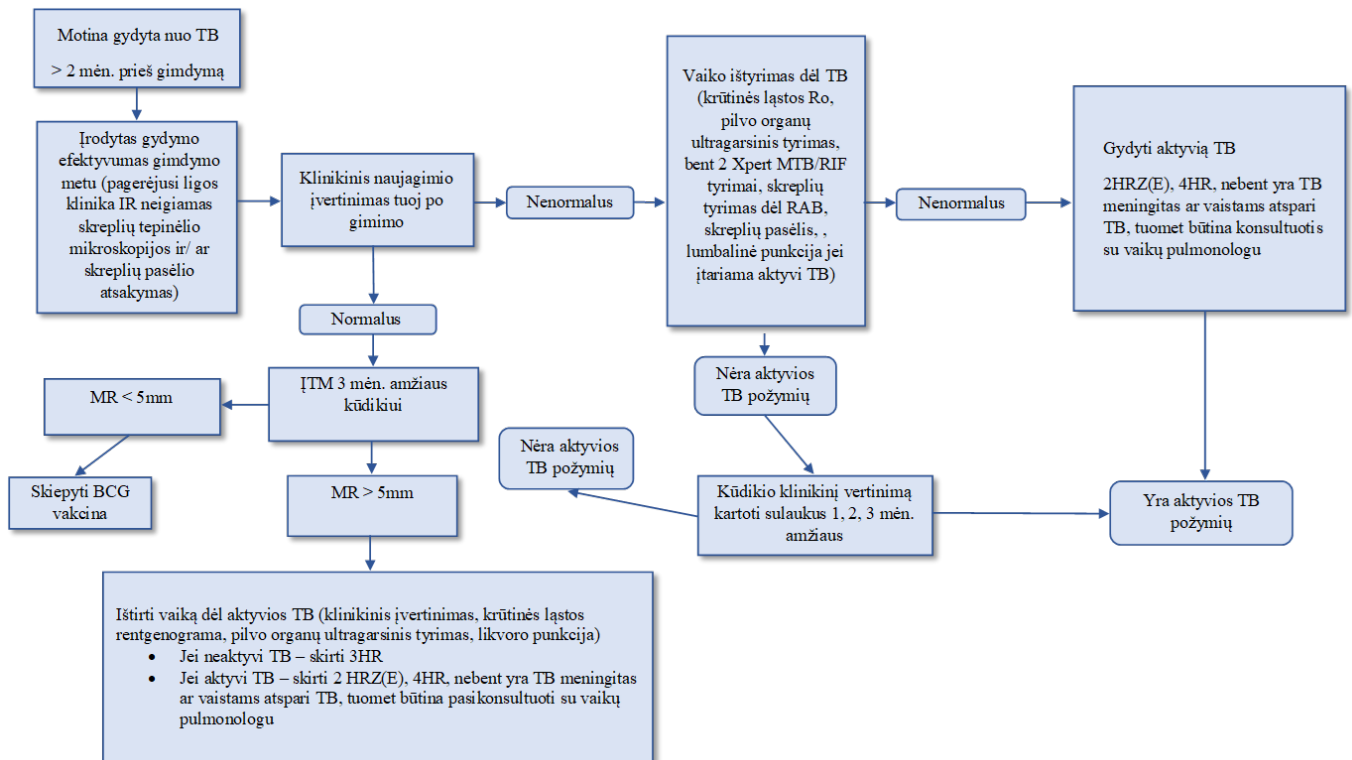 Motina gydyta nuo TB
> 2 mėn. prieš gimdymą
Įrodytas gydymo
efektyvumas gimdymo
metu (pagerėjusi ligos
klinika IR neigiamas
skreplių tepinėlio
mikroskopijos ir/ ar
skreplių pasėlio
atsakymas)
Klinikinis naujagimio
įvertinimas tuoj po
gimimo
Nenormalus
Vaiko ištyrimas dėl TB
(krūtinės ląstos Ro,
pilvo organų
ultragarsinis tyrimas,
bent 2 Xpert MTB/RIF
tyrimai, skreplių
tyrimas dėl RAB,
skreplių pasėlis, ,
lumbalinė punkcija jei
įtariama aktyvi TB)
Nenormalus
Gydyti aktyvią TB
2HRZ(E), 4HR, nebent yra TB
meningitas ar vaistams atspari
TB, tuomet būtina konsultuotis
su vaikų pulmonologu
Normalus
ĮTM 3 mėn. amžiaus
kūdikiui
MR < 5mm
Skiepyti BCG
vakcina
MR > 5mm
Nėra aktyvios
TB požymių
Nėra aktyvios
TB požymių
Kūdikio klinikinį vertinimą
kartoti sulaukus 1, 2, 3 mėn.
amžiaus
Yra aktyvios TB
požymių
Ištirti vaiką dėl aktyvios TB (klinikinis įvertinimas, krūtinės ląstos
rentgenograma, pilvo organų ultragarsinis tyrimas, likvoro punkcija)
• Jei neaktyvi TB – skirti 3HR
• Jei aktyvi TB – skirti 2 HRZ(E), 4HR, nebent yra TB meningitas
ar vaistams atspari TB, tuomet būtina pasikonsultuoti su vaikų
pulmonologu